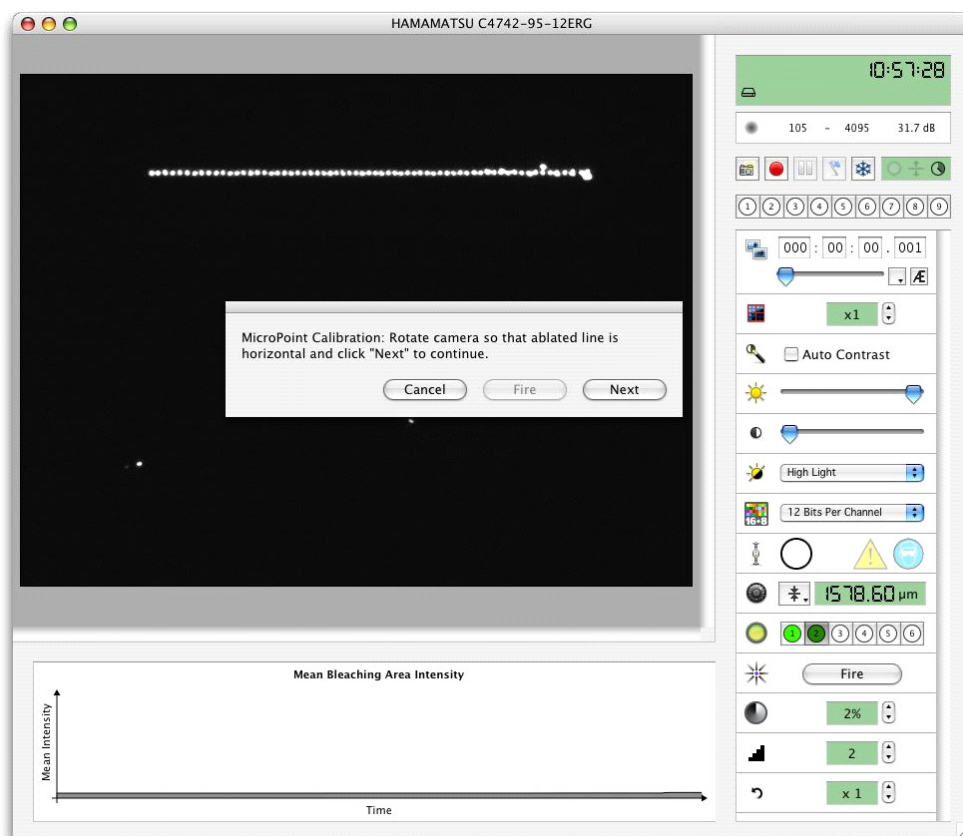 HAMAMATSU C4742-95-12ERG
10:57:28
105 - 4095 31.7 dB
1 2 3 4 5 6 7 8 9
000 : 00 : 00 . 001
Æ
x1
Auto Contrast
MicroPoint Calibration: Rotate camera so that ablated line is
horizontal and click "Next" to continue.
Cancel Fire Next
High Light
16•8 12 Bits Per Channel
1578.60 µm
1 2 3 4 5 6
Fire
2%
2
x 1
Mean Bleaching Area Intensity
Mean Intensity
Time